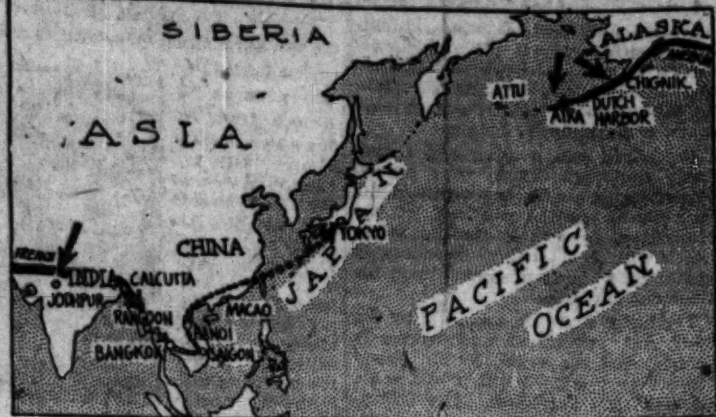 SIBERIA
ALASKA
CHIGNIK
ATTU
ATKA
DUTCH
HARBOR
ASIA
JAPAN
TOKYO
CHINA
FRENCH
INDIA
CALCUTTA
JODHPUR
MACAO
RANGOON
HANOI
BANGKOK
SAIGON
PACIFIC
OCEAN